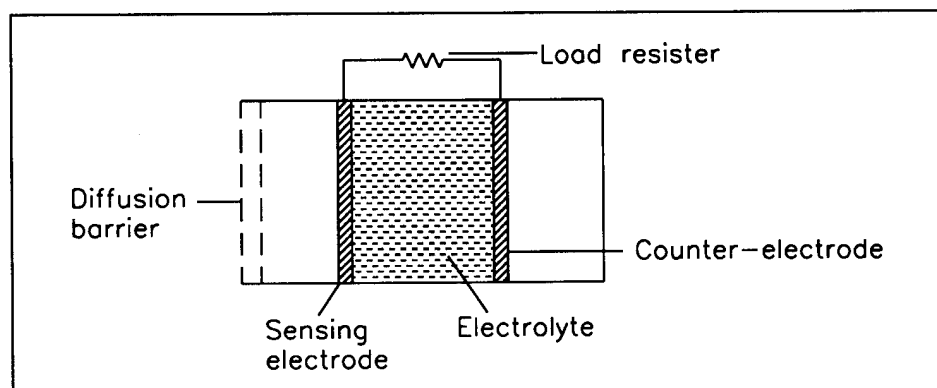 Load resister
Diffusion
barrier
Counter-electrode
Sensing
electrode
Electrolyte